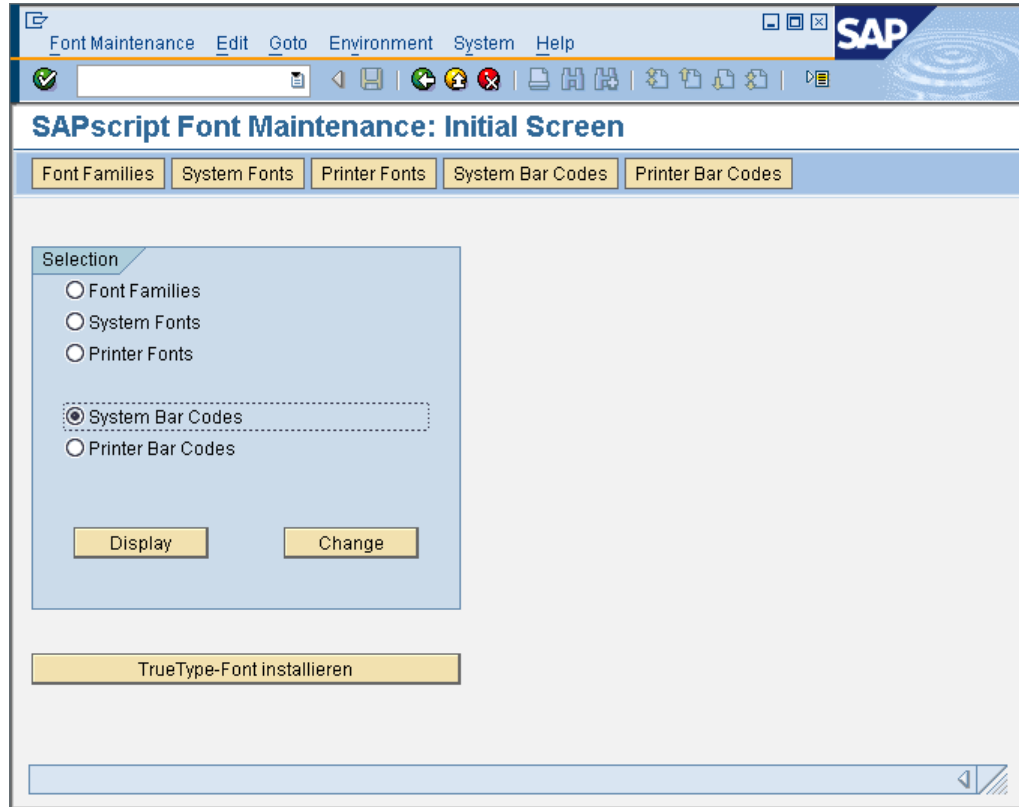 Font Maintenance Edit Goto Environment System Help
SAP
SAPscript Font Maintenance: Initial Screen
Font Families System Fonts Printer Fonts System Bar Codes Printer Bar Codes
Selection
Font Families
System Fonts
Printer Fonts
System Bar Codes
Printer Bar Codes
Display Change
TrueType-Font installieren